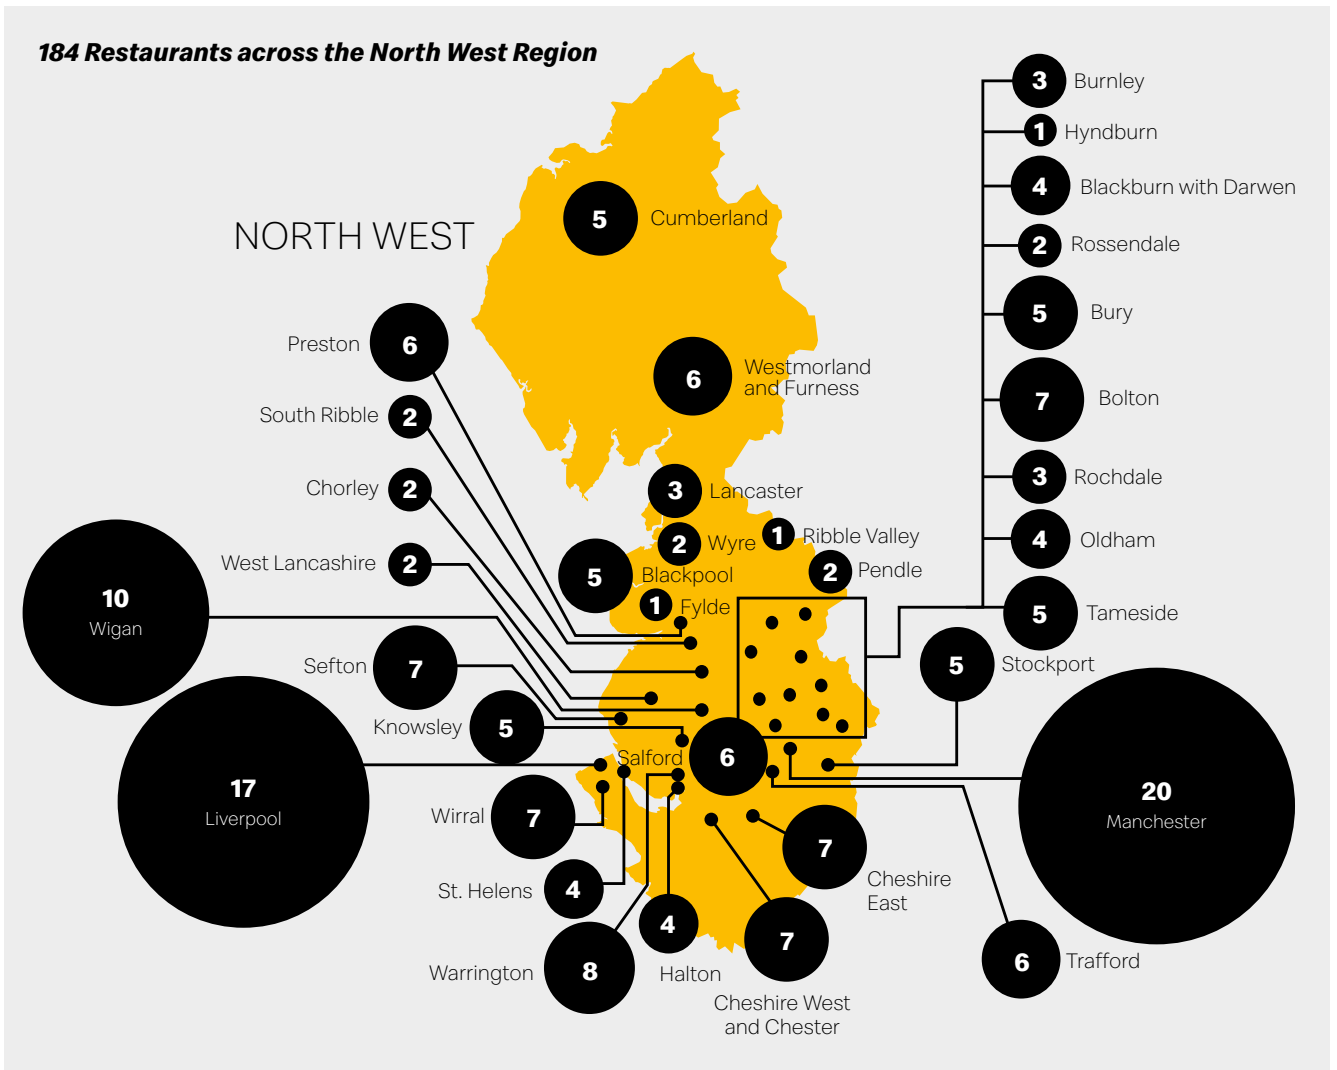 184 Restaurants across the North West Region
NORTH WEST
5
Cumberland
6
Westmorland
and Furness
Preston
6
South Ribble
2
Chorley
2
West Lancashire
2
10
Wigan
Sefton
7
Knowsley
5
17
Liverpool
Wirral
7
St. Helens
4
Warrington
8
4
Halton
7
Cheshire West
and Chester
7
Cheshire
East
3
Lancaster
2
Wyre
1
Ribble Valley
5
Blackpool
2
Pendle
1
Fylde
Salford
6
3
Burnley
1
Hyndburn
4
Blackburn with Darwen
2
Rossendale
5
Bury
7
Bolton
3
Rochdale
4
Oldham
5
Tameside
5
Stockport
20
Manchester
6
Trafford